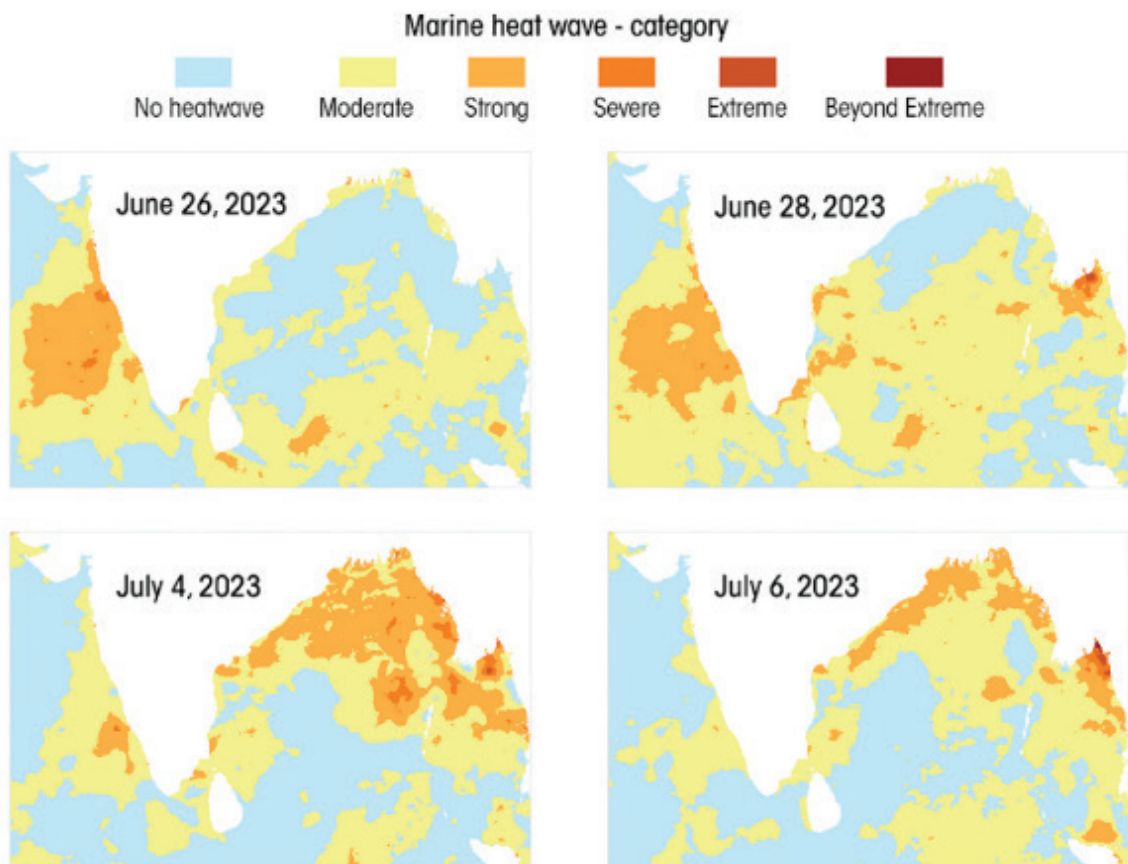 Marine heat wave - category
No heatwave Moderate Strong Severe Extreme Beyond Extreme
June 26, 2023
June 28, 2023
July 4, 2023
July 6, 2023